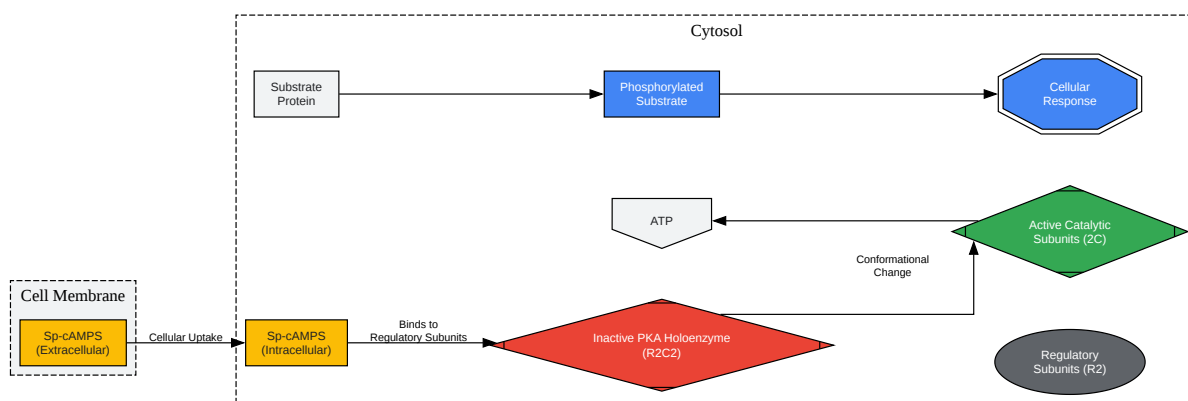 Cytosol
Substrate
Protein
Phosphorylated
Substrate
Cellular
Response
ATP
Active Catalytic
Subunits (2C)
Conformational
Change
Cell Membrane
Sp-cAMPS
(Extracellular)
Cellular Uptake
Sp-cAMPS
(Intracellular)
Binds to
Regulatory Subunits
Inactive PKA Holoenzyme
(R2C2)
Regulatory
Subunits (R2)